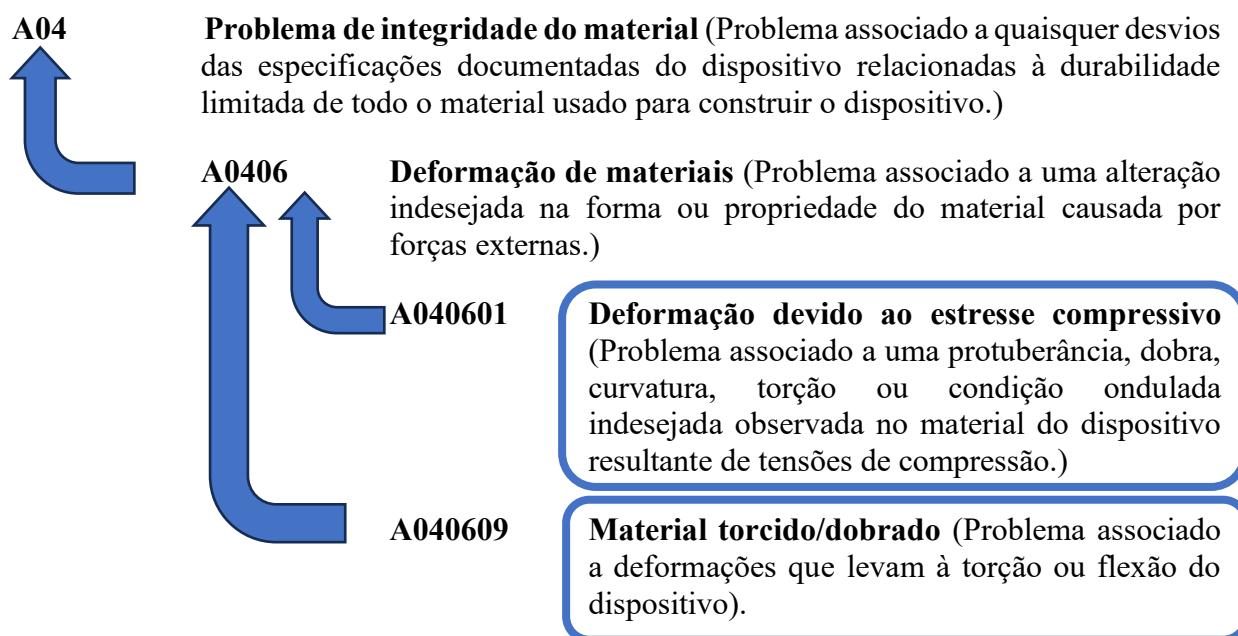 A04 Problema de integridade do material (Problema associado a quaisquer desvios
das especificações documentadas do dispositivo relacionadas à durabilidade
limitada de todo o material usado para construir o dispositivo.)
A0406 Deformação de materiais (Problema associado a uma alteração
indesejada na forma ou propriedade do material causada por
forças externas.)
A040601 Deformação devido ao estresse compressivo
(Problema associado a uma protuberância, dobra,
curvatura, torção ou condição ondulada
indesejada observada no material do dispositivo
resultante de tensões de compressão.)
A040609 Material torcido/dobrado (Problema associado
a deformações que levam à torção ou flexão do
dispositivo).